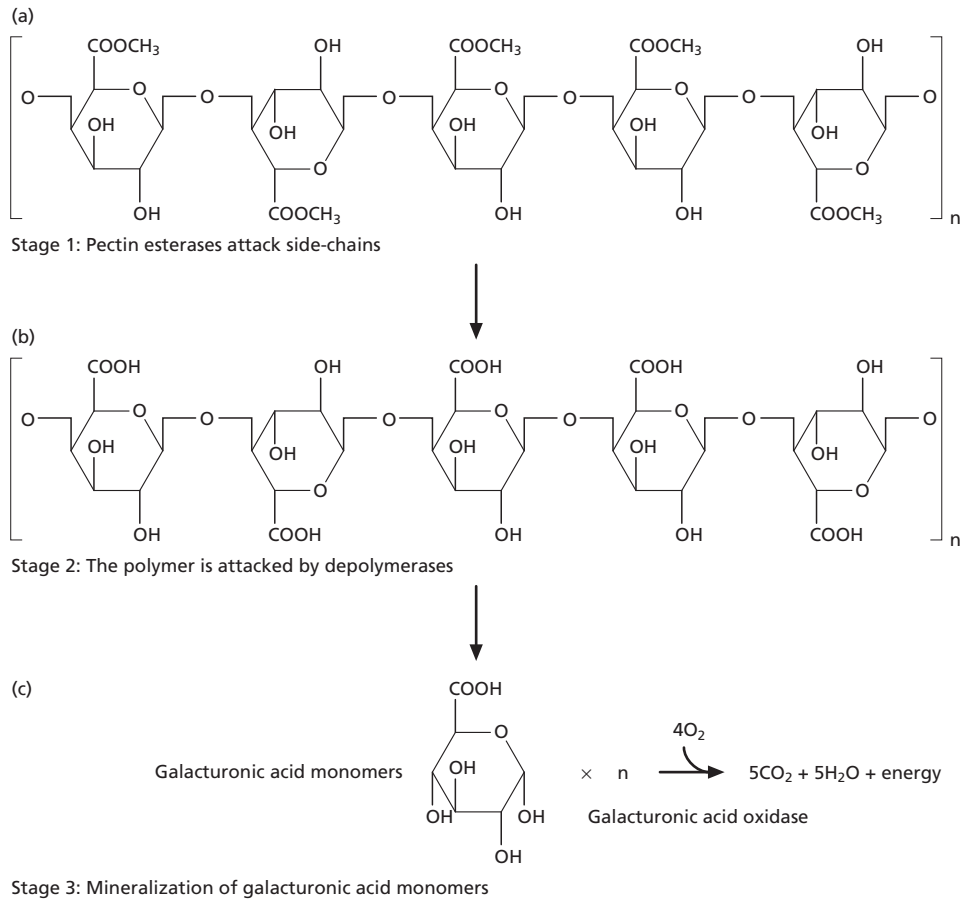 (a)
COOCH3 OH COOCH3 COOCH3 OH
O O O O O O O O O
OH OH OH OH OH
O O
OH COOCH3 OH OH COOCH3 n
Stage 1: Pectin esterases attack side-chains
(b)
COOH OH COOH COOH OH
O O O O O O O O O
OH OH OH OH OH
O O
OH COOH OH OH COOH n
Stage 2: The polymer is attacked by depolymerases
(c)
COOH
O 4O2
Galacturonic acid monomers OH × n 5CO2 + 5H2O + energy
OH OH Galacturonic acid oxidase
OH
Stage 3: Mineralization of galacturonic acid monomers